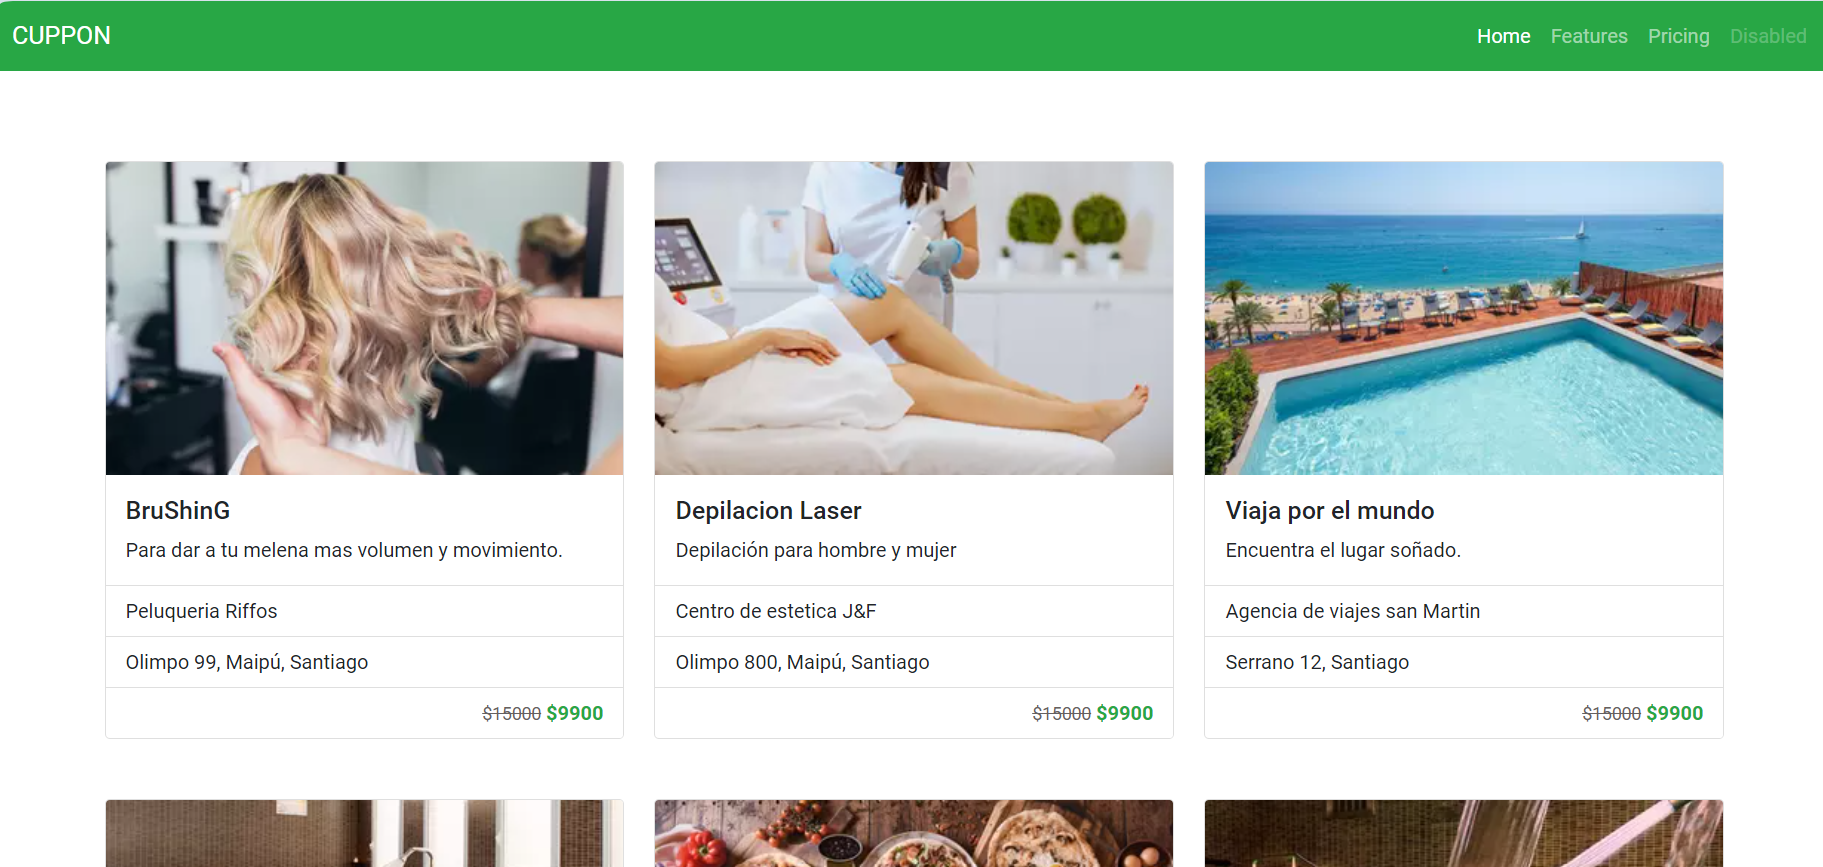 CUPPON
Home Features Pricing Disabled
BruShinG
Para dar a tu melena mas volumen y movimiento.
Peluqueria Riffos
Olimpo 99, Maipú, Santiago
$15000 $9900
Depilacion Laser
Depilación para hombre y mujer
Centro de estetica J&F
Olimpo 800, Maipú, Santiago
$15000 $9900
Viaja por el mundo
Encuentra el lugar soñado.
Agencia de viajes san Martin
Serrano 12, Santiago
$15000 $9900